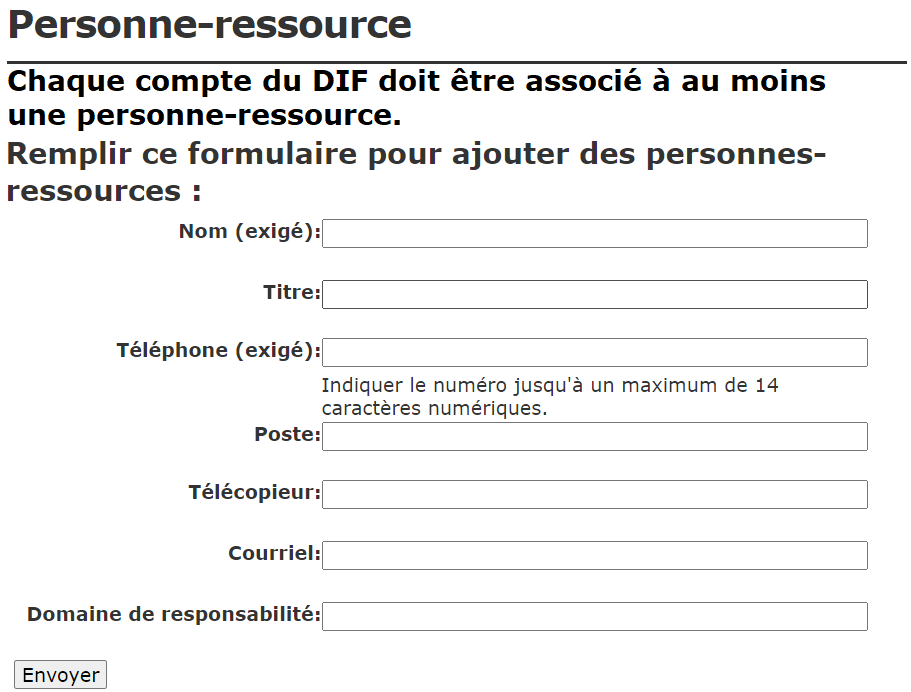 Personne-ressource
Chaque compte du DIF doit être associé à au moins
une personne-ressource.
Remplir ce formulaire pour ajouter des personnes-
ressources :
Nom (exigé):
Titre:
Téléphone (exigé):
Indiquer le numéro jusqu'à un maximum de 14
caractères numériques.
Poste:
Télécopieur:
Courriel:
Domaine de responsabilité:
Envoyer